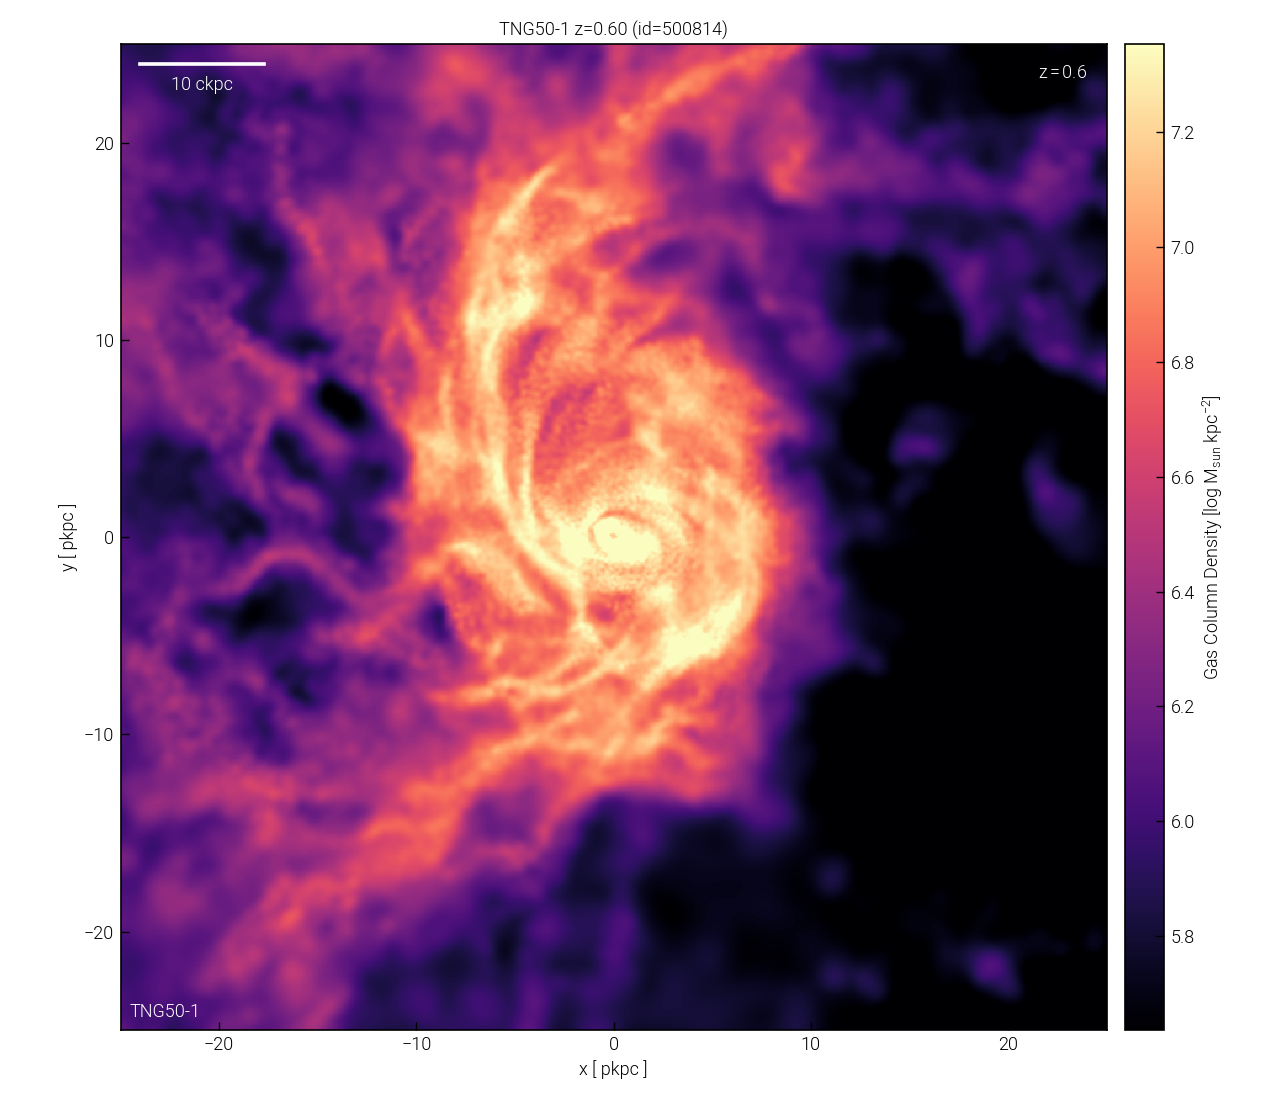 TNG50-1 z=0.60 (id=500814)
10 ckpc
z=0.6
TNG50-1
20
10
0
−10
−20
y [ pkpc ]
−20
−10
0
10
20
x [ pkpc ]
7.2
7.0
6.8
6.6
6.4
6.2
6.0
5.8
Gas Column Density [log Msun kpc−2]